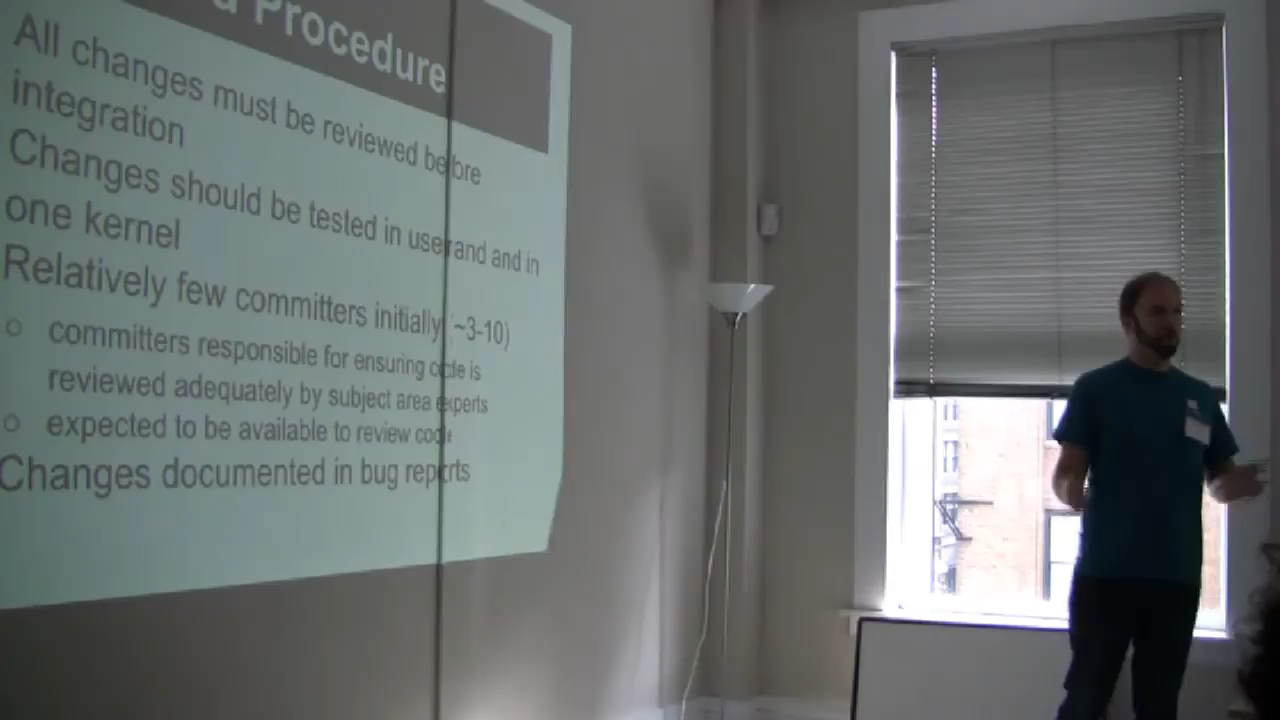 Procedure
All changes must be reviewed before
integration
Changes should be tested in userand and in
one kernel
Relatively few committers initially (~3-10)
committers responsible for ensuring code is
reviewed adequately by subject area experts
expected to be available to review code
Changes documented in bug reports